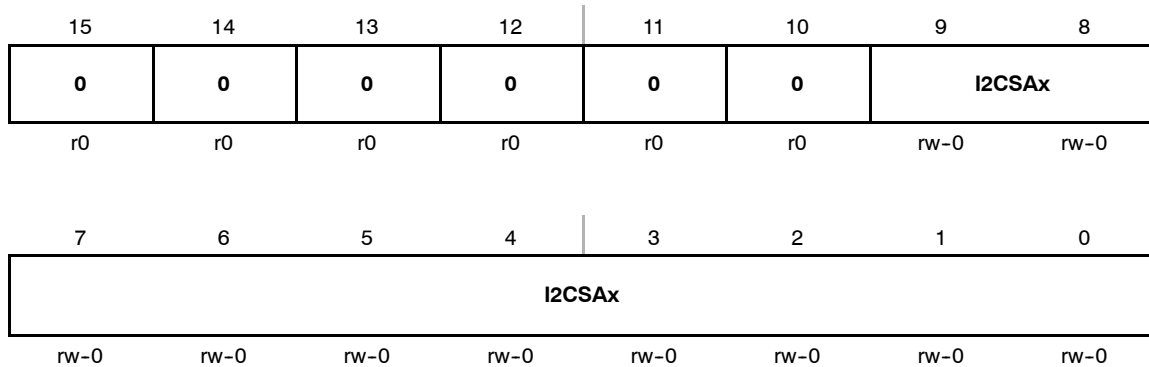 15 14 13 12 11 10 9 8
0 0 0 0 0 0 I2CSAx
r0 r0 r0 r0 r0 r0 rw-0 rw-0
7 6 5 4 3 2 1 0
I2CSAx
rw-0 rw-0 rw-0 rw-0 rw-0 rw-0 rw-0 rw-0